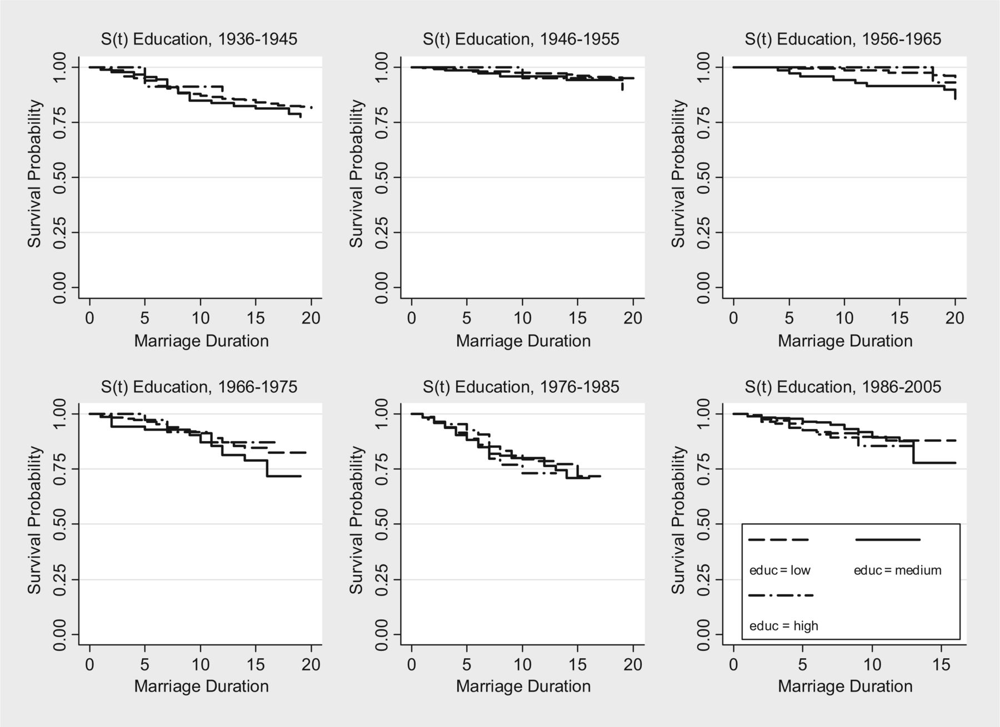 S(t) Education, 1936-1945
Survival Probability
1.00
0.75
0.50
0.25
0.00
0 5 10 15 20
Marriage Duration
S(t) Education, 1946-1955
Survival Probability
1.00
0.75
0.50
0.25
0.00
0 5 10 15 20
Marriage Duration
S(t) Education, 1956-1965
Survival Probability
1.00
0.75
0.50
0.25
0.00
0 5 10 15 20
Marriage Duration
S(t) Education, 1966-1975
Survival Probability
1.00
0.75
0.50
0.25
0.00
0 5 10 15 20
Marriage Duration
S(t) Education, 1976-1985
Survival Probability
1.00
0.75
0.50
0.25
0.00
0 5 10 15 20
Marriage Duration
S(t) Education, 1986-2005
Survival Probability
1.00
0.75
0.50
0.25
0.00
educ = low
educ = medium
educ = high
0 5 10 15
Marriage Duration